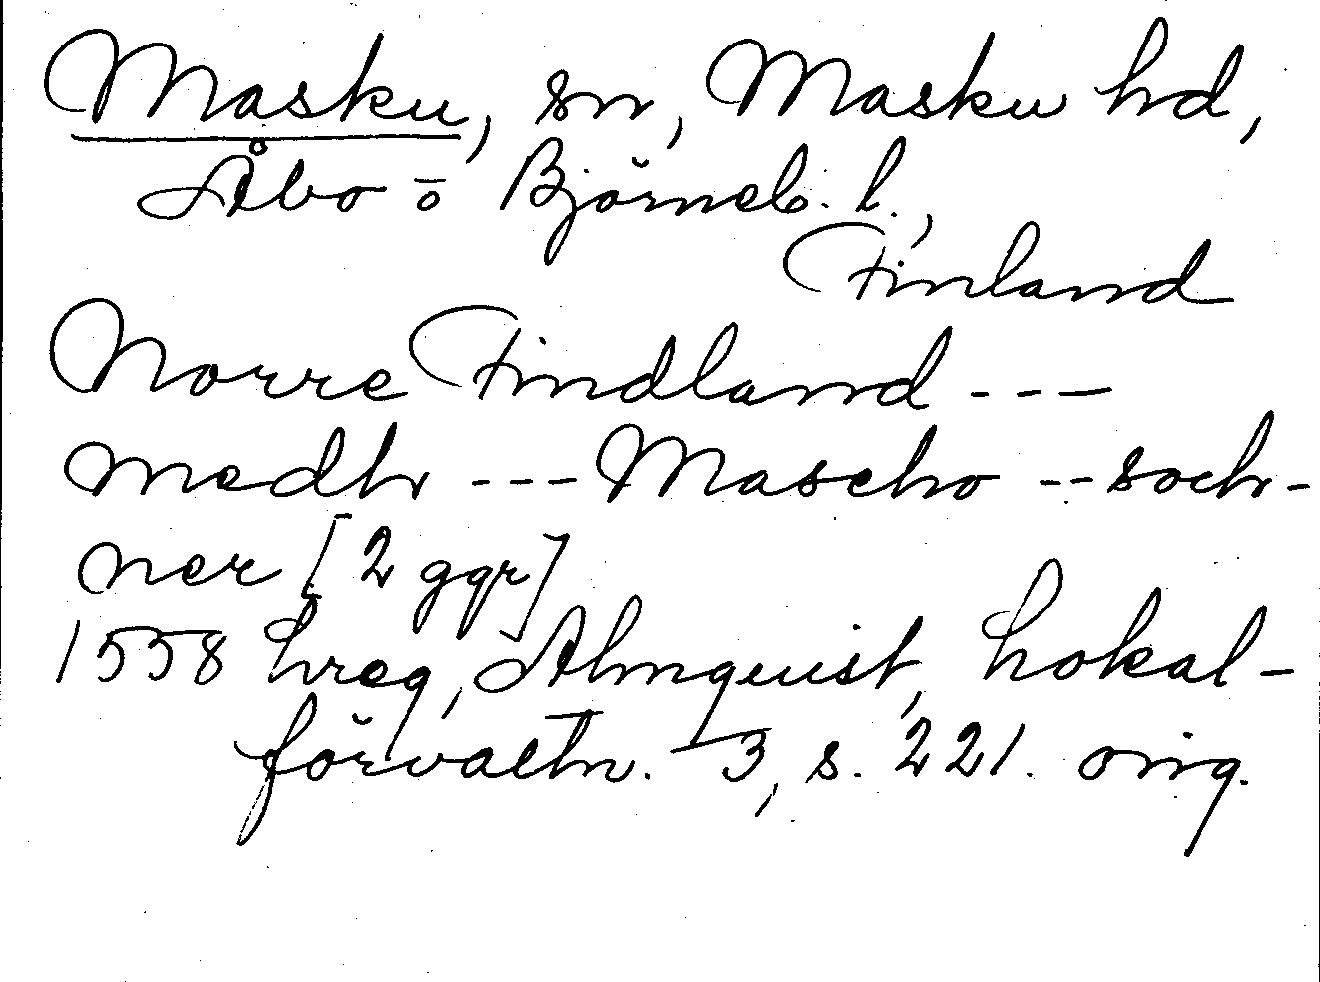 Masku, sn, Masku hd,
Åbo o Björneb. l.,
Finland
Norre Findland ---
medh --- Mascho -- soch-
ner [2 ggr]
1558 hreg, Almquist, Lokal-
förvaltn. 3, s. 221. orig.